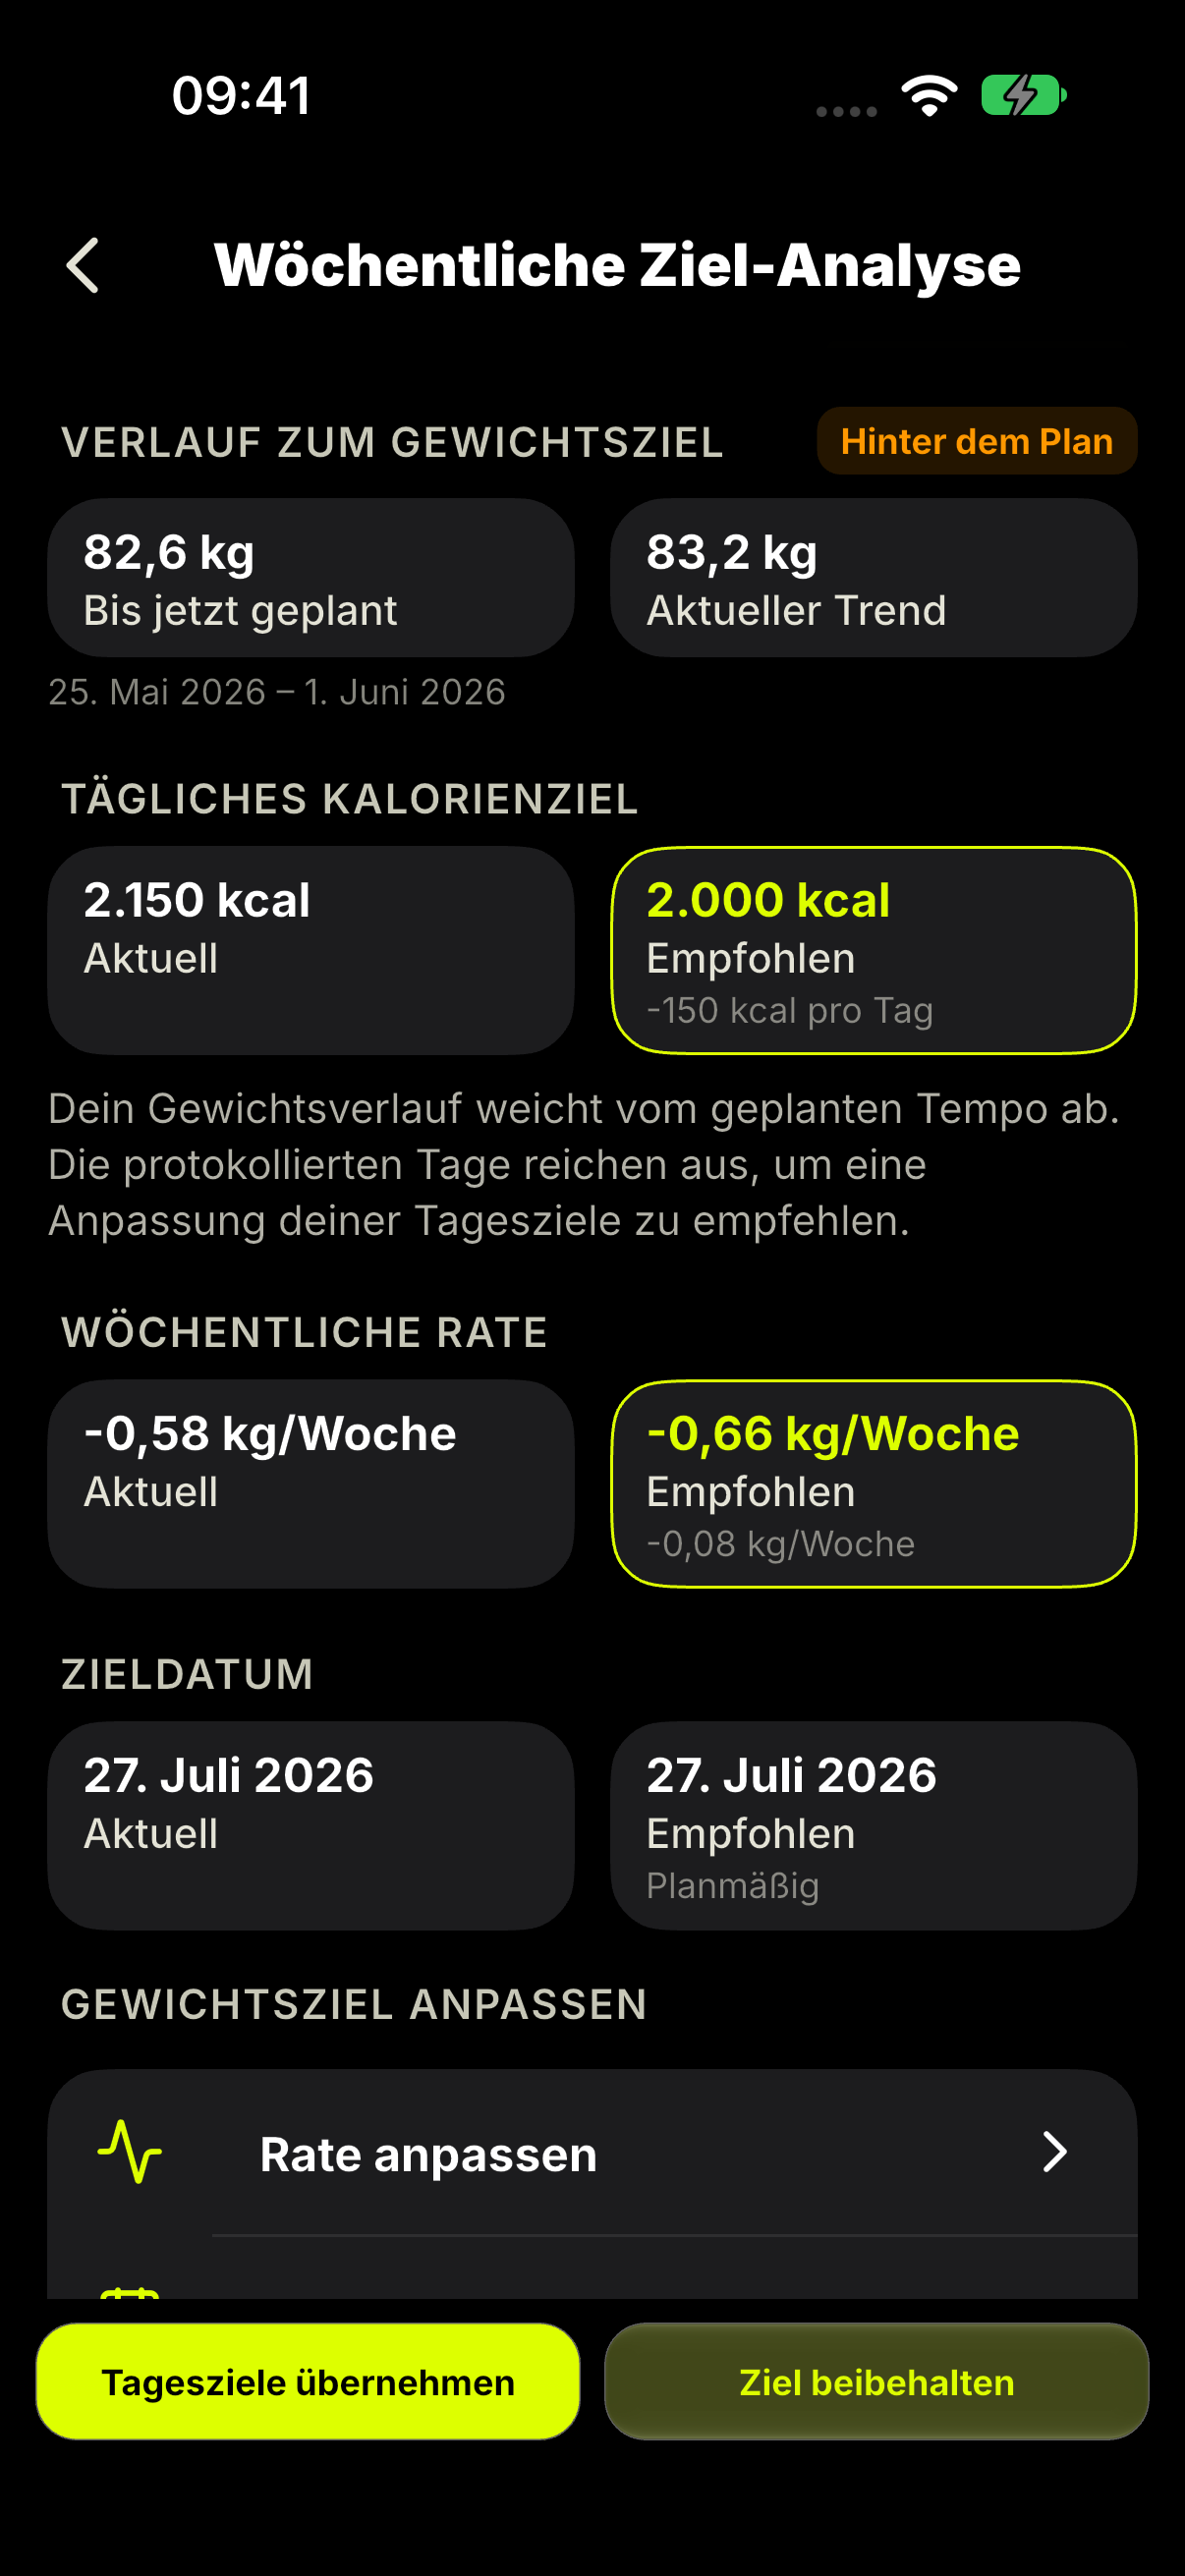 09:41
Wöchentliche Ziel-Analyse
VERLAUF ZUM GEWICHTSZIEL
Hinter dem Plan
82,6 kg
Bis jetzt geplant
83,2 kg
Aktueller Trend
25. Mai 2026 – 1. Juni 2026
TÄGLICHES KALORIENZIEL
2.150 kcal
Aktuell
2.000 kcal
Empfohlen
-150 kcal pro Tag
Dein Gewichtsverlauf weicht vom geplanten Tempo ab.
Die protokollierten Tage reichen aus, um eine
Anpassung deiner Tagesziele zu empfehlen.
WÖCHENTLICHE RATE
-0,58 kg/Woche
Aktuell
-0,66 kg/Woche
Empfohlen
-0,08 kg/Woche
ZIELDATUM
27. Juli 2026
Aktuell
27. Juli 2026
Empfohlen
Planmäßig
GEWICHTSZIEL ANPASSEN
Rate anpassen
Tagesziele übernehmen
Ziel beibehalten